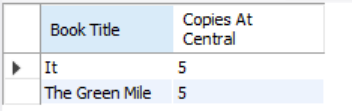 Book Title Copies At
Central
It 5
The Green Mile 5